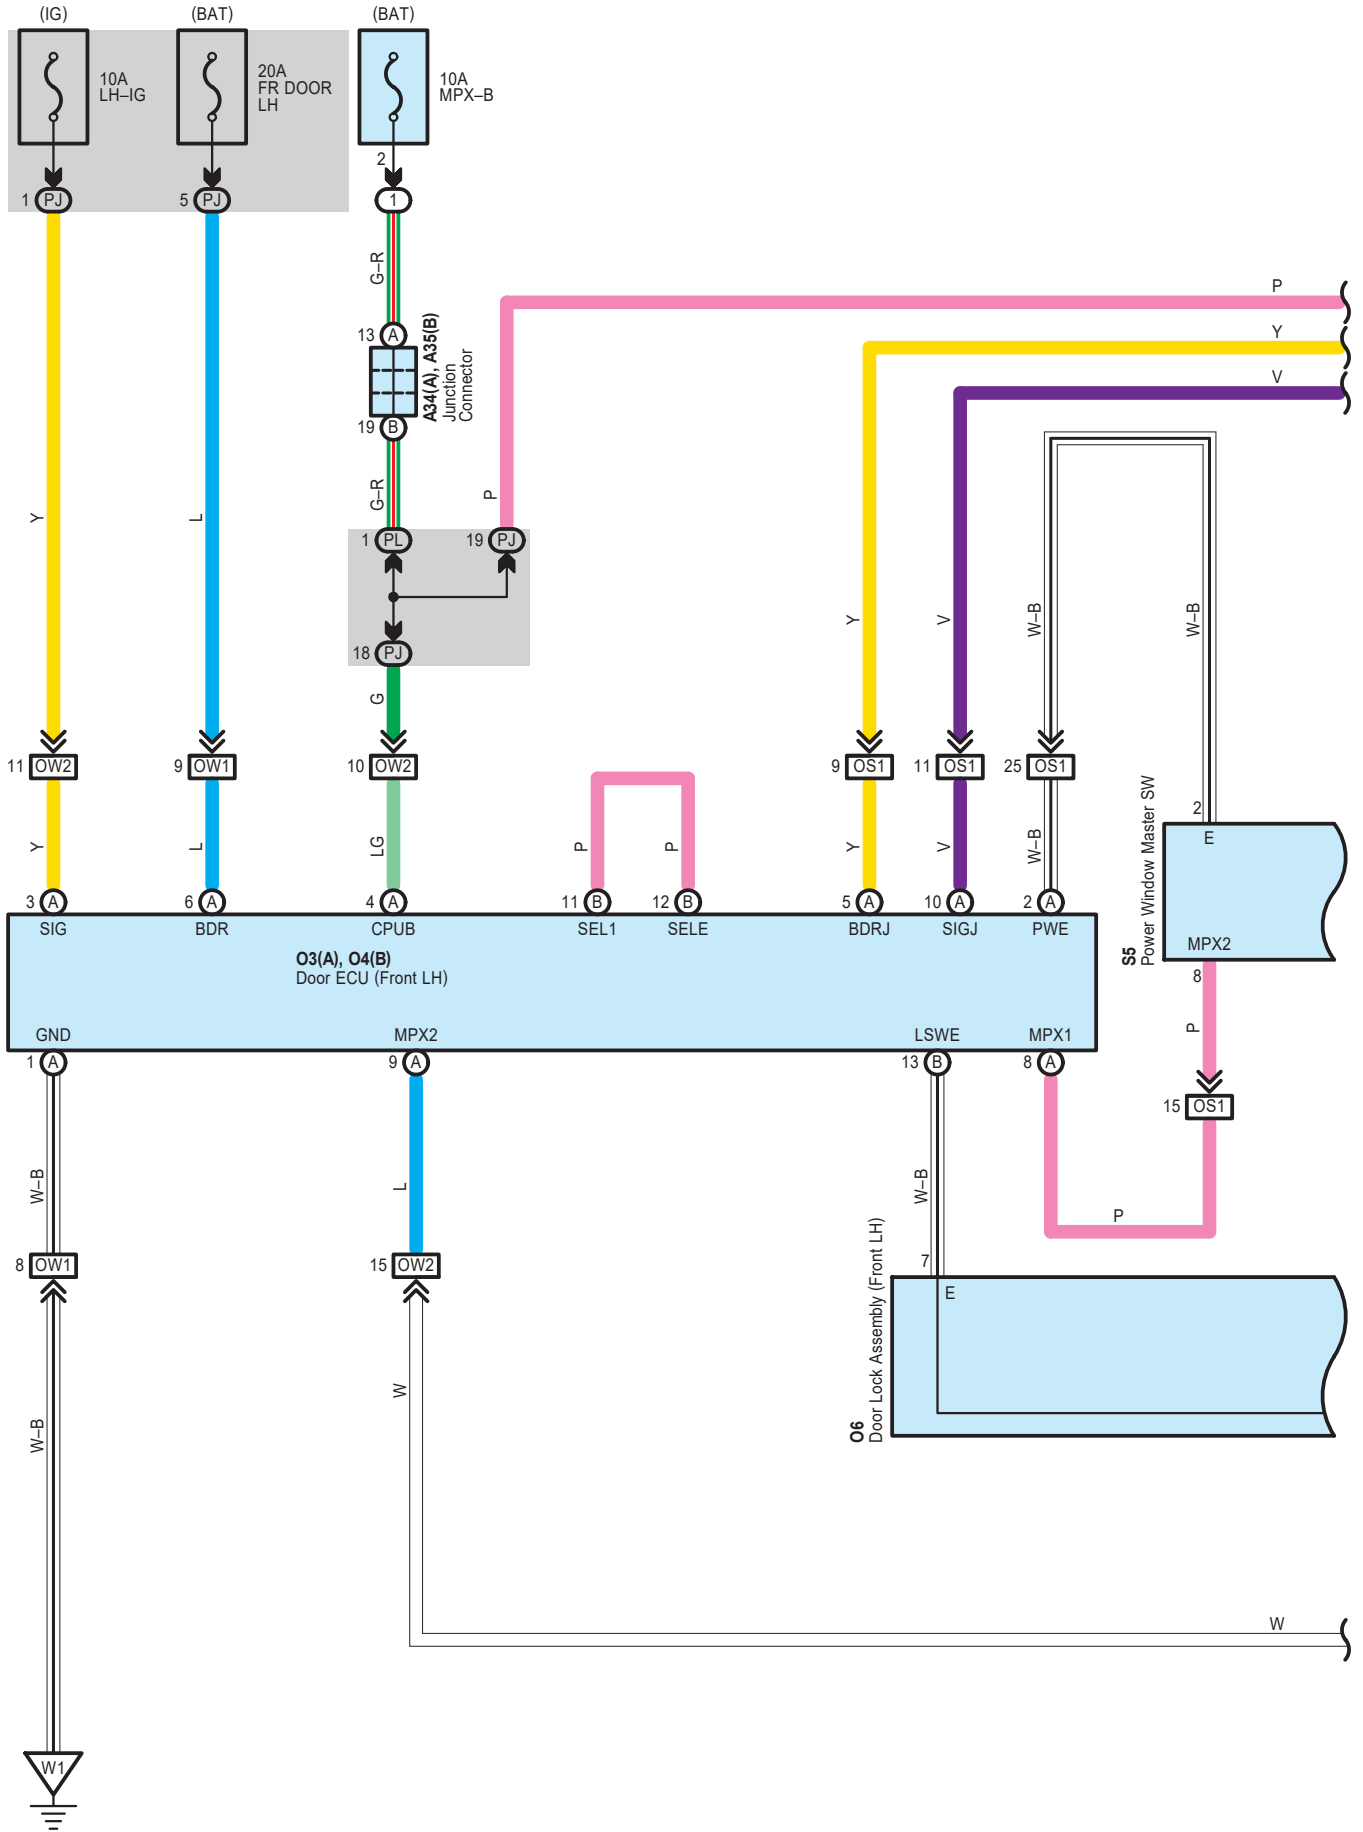 (IG)
(BAT)
(BAT)
10A
LH–IG
20A
FR DOOR
LH
10A
MPX–B
2
1 PJ
5 PJ
1
G–R
P
13 A
A34(A), A35(B)
Junction
Connector
Y
V
19 B
G–R
P
Y
L
1 PL
19 PJ
18 PJ
G
Y
V
W–B
W–B
11 OW2
9 OW1
10 OW2
9 OS1
11 OS1
25 OS1
S5
Power Window Master SW
2
E
Y
L
LG
P
P
Y
V
W–B
3 A
6 A
4 A
11 B
12 B
5 A
10 A
2 A
SIG
BDR
CPUB
SEL1
SELE
BDRJ
SIGJ
PWE
MPX2
8
O3(A), O4(B)
Door ECU (Front LH)
GND
MPX2
LSWE
MPX1
P
1 A
9 A
13 B
8 A
15 OS1
W–B
L
W–B
P
8 OW1
15 OW2
7
E
O6
Door Lock Assembly (Front LH)
W–B
W
W
W1